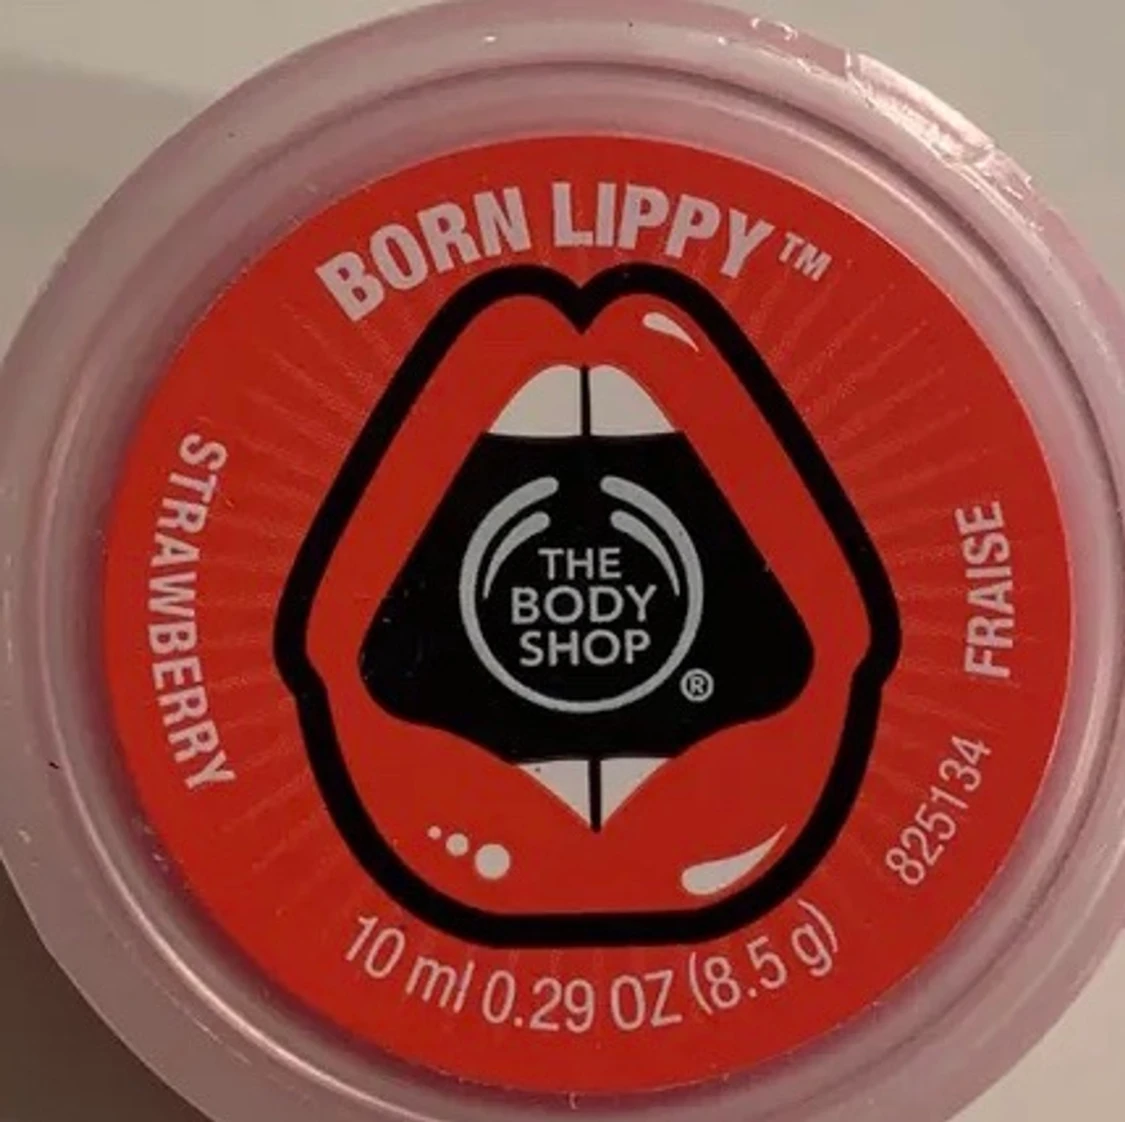 BORN LIPPY™
STRAWBERRY
THE
BODY
SHOP
®
FRAISE
825134
10 ml 0.29 OZ (8.5 g)